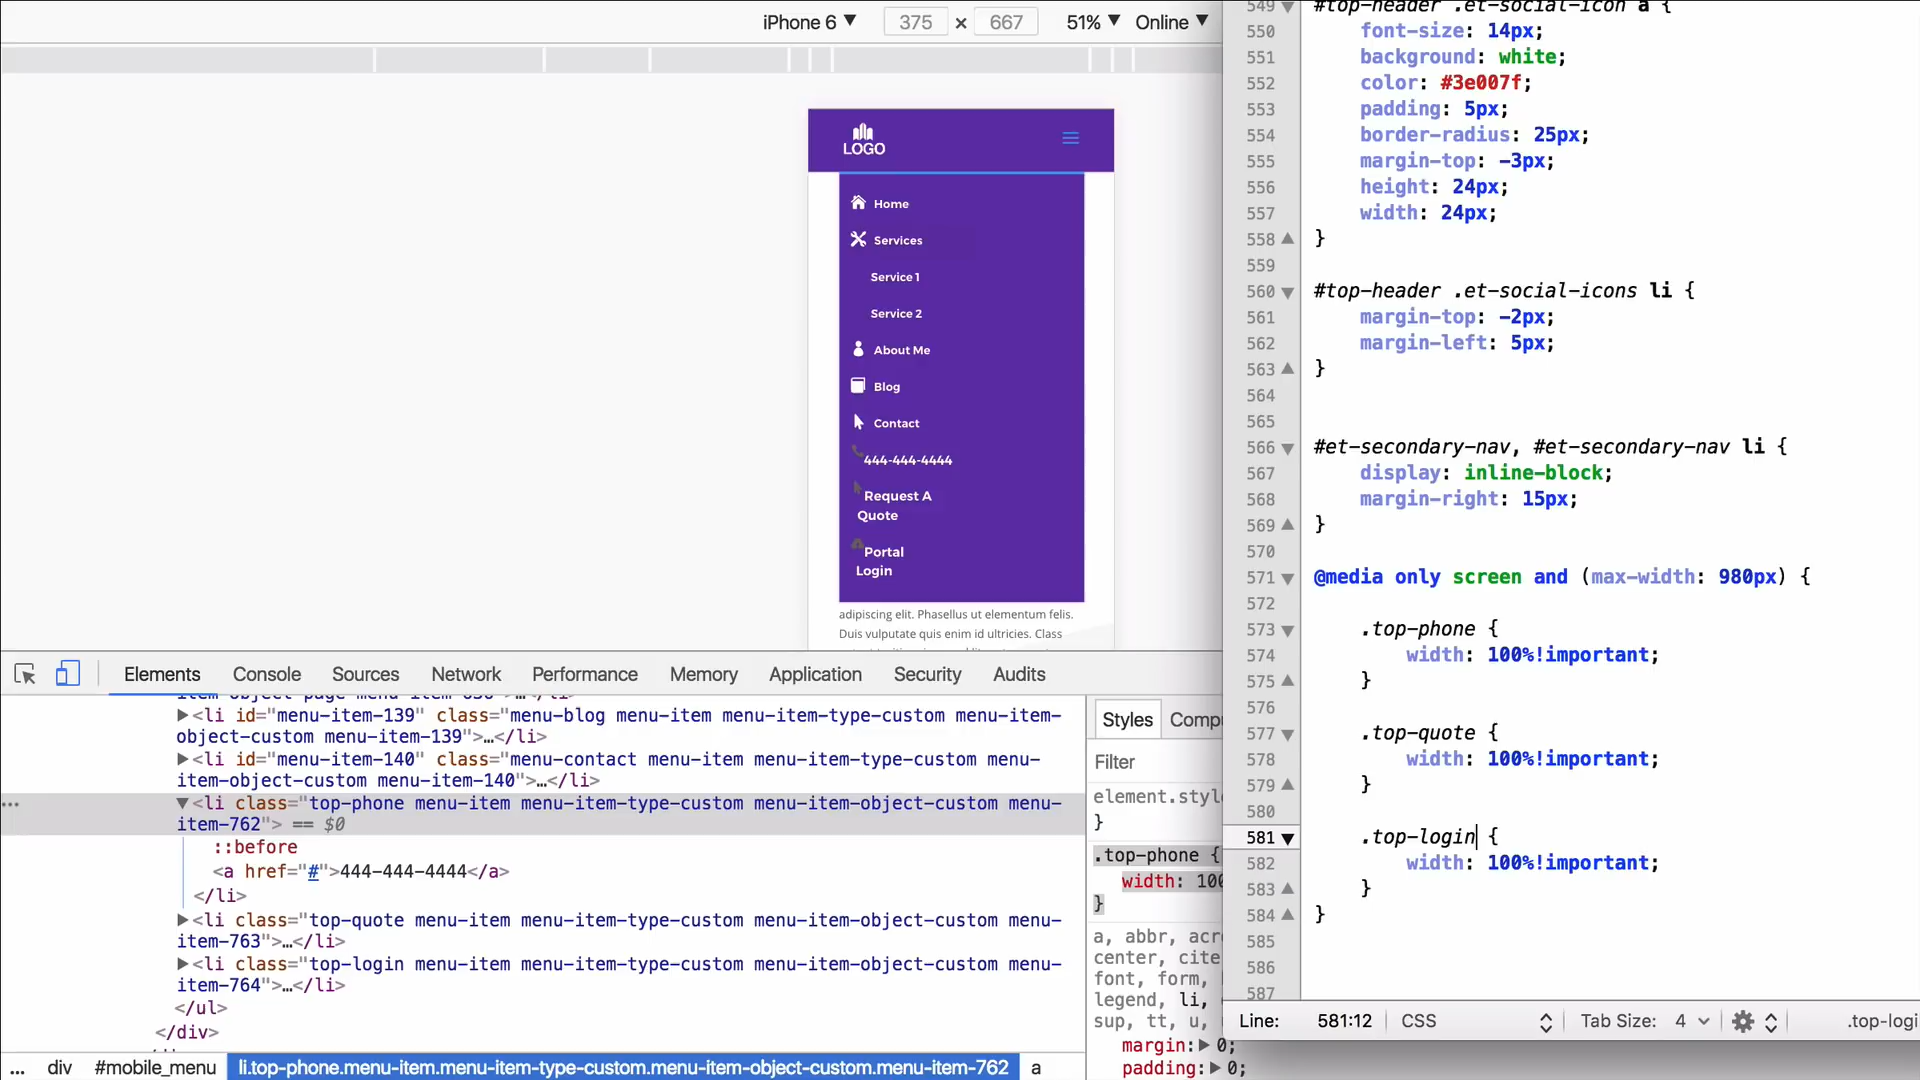 iPhone 6 ▼ 375 × 667 51% ▼ Online ▼
LOGO
Home
Services
Service 1
Service 2
About Me
Blog
Contact
444-444-4444
Request A
Quote
Portal
Login
adipiscing elit. Phasellus ut elementum felis.
Duis vulputate quis enim id ultricies. Class
Elements Console Sources Network Performance Memory Application Security Audits
▶<li id="menu-item-139" class="menu-blog menu-item menu-item-type-custom menu-item-
object-custom menu-item-139">…</li>
▶<li id="menu-item-140" class="menu-contact menu-item menu-item-type-custom menu-
item-object-custom menu-item-140">…</li>
▼<li class="top-phone menu-item menu-item-type-custom menu-item-object-custom menu-
item-762"> == $0
::before
<a href="#">444-444-4444</a>
</li>
▶<li class="top-quote menu-item menu-item-type-custom menu-item-object-custom menu-
item-763">…</li>
▶<li class="top-login menu-item menu-item-type-custom menu-item-object-custom menu-
item-764">…</li>
</ul>
</div>
... div #mobile_menu li.top-phone.menu-item.menu-item-type-custom.menu-item-object-custom.menu-item-762 a
Styles Compu
Filter
element.style
}
.top-phone {
width: 100
}
a, abbr, acro
center, cite
font, form,
legend, li,
sup, tt, u,
margin:▶ 0;
padding:▶ 0;
549 #top-header .et-social-icon a {
550 font-size: 14px;
551 background: white;
552 color: #3e007f;
553 padding: 5px;
554 border-radius: 25px;
555 margin-top: -3px;
556 height: 24px;
557 width: 24px;
558 }
559
560 #top-header .et-social-icons li {
561 margin-top: -2px;
562 margin-left: 5px;
563 }
564
565
566 #et-secondary-nav, #et-secondary-nav li {
567 display: inline-block;
568 margin-right: 15px;
569 }
570
571 @media only screen and (max-width: 980px) {
572
573 .top-phone {
574 width: 100%!important;
575 }
576
577 .top-quote {
578 width: 100%!important;
579 }
580
581 .top-login {
582 width: 100%!important;
583 }
584 }
585
586
587
Line: 581:12 CSS Tab Size: 4 .top-logi